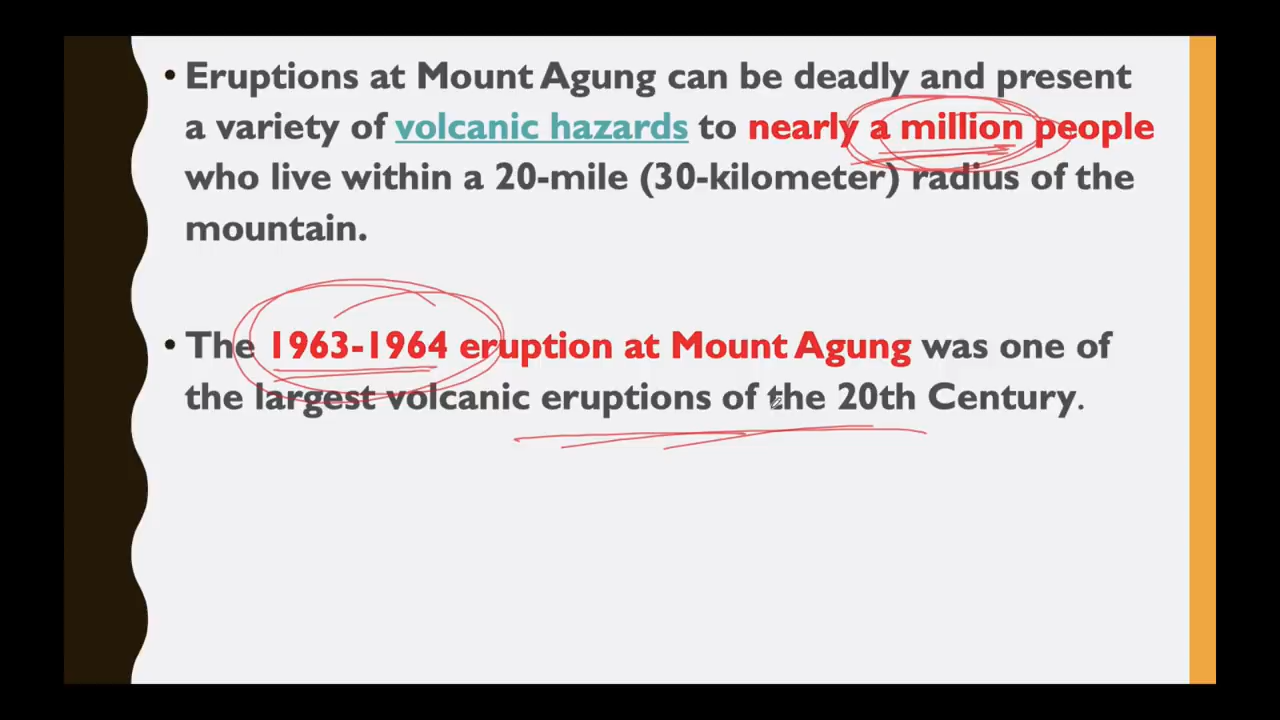 • Eruptions at Mount Agung can be deadly and present
a variety of volcanic hazards to nearly a million people
who live within a 20-mile (30-kilometer) radius of the
mountain.
• The 1963-1964 eruption at Mount Agung was one of
the largest volcanic eruptions of the 20th Century.